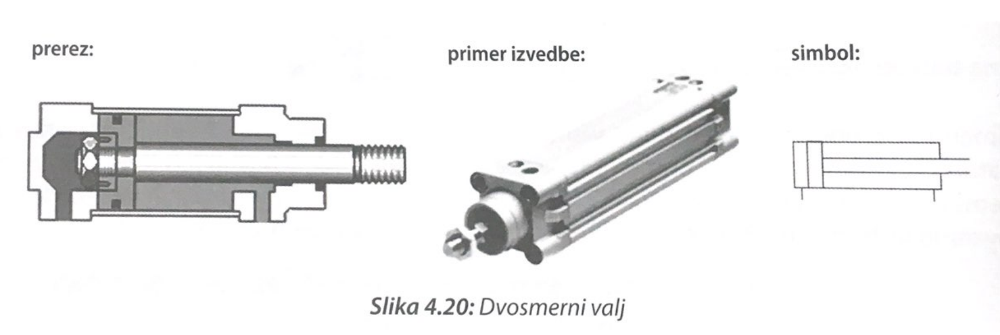 prerez:
primer izvedbe:
simbol:
Slika 4.20: Dvosmerni valj